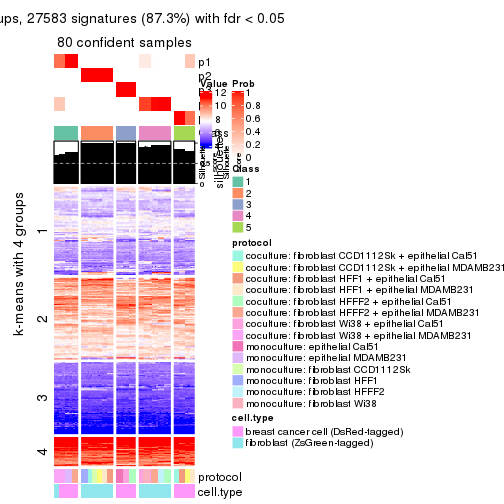 ups, 27583 signatures (87.3%) with fdr < 0.05
80 confident samples
p1
p2
Value
12
10
8
6
Prob
1
0.8
0.6
0.4
0.2
0
silhouette
Class
1
2
3
4
5
k-means with 4 groups
1
2
3
4
protocol
coculture: fibroblast CCD1112Sk + epithelial Cal51
coculture: fibroblast CCD1112Sk + epithelial MDAMB231
coculture: fibroblast HFF1 + epithelial Cal51
coculture: fibroblast HFF1 + epithelial MDAMB231
coculture: fibroblast HFFF2 + epithelial Cal51
coculture: fibroblast HFFF2 + epithelial MDAMB231
coculture: fibroblast Wi38 + epithelial Cal51
coculture: fibroblast Wi38 + epithelial MDAMB231
monoculture: epithelial Cal51
monoculture: epithelial MDAMB231
monoculture: fibroblast CCD1112Sk
monoculture: fibroblast HFF1
monoculture: fibroblast HFFF2
monoculture: fibroblast Wi38
cell.type
breast cancer cell (DsRed-tagged)
fibroblast (ZsGreen-tagged)
protocol
cell.type